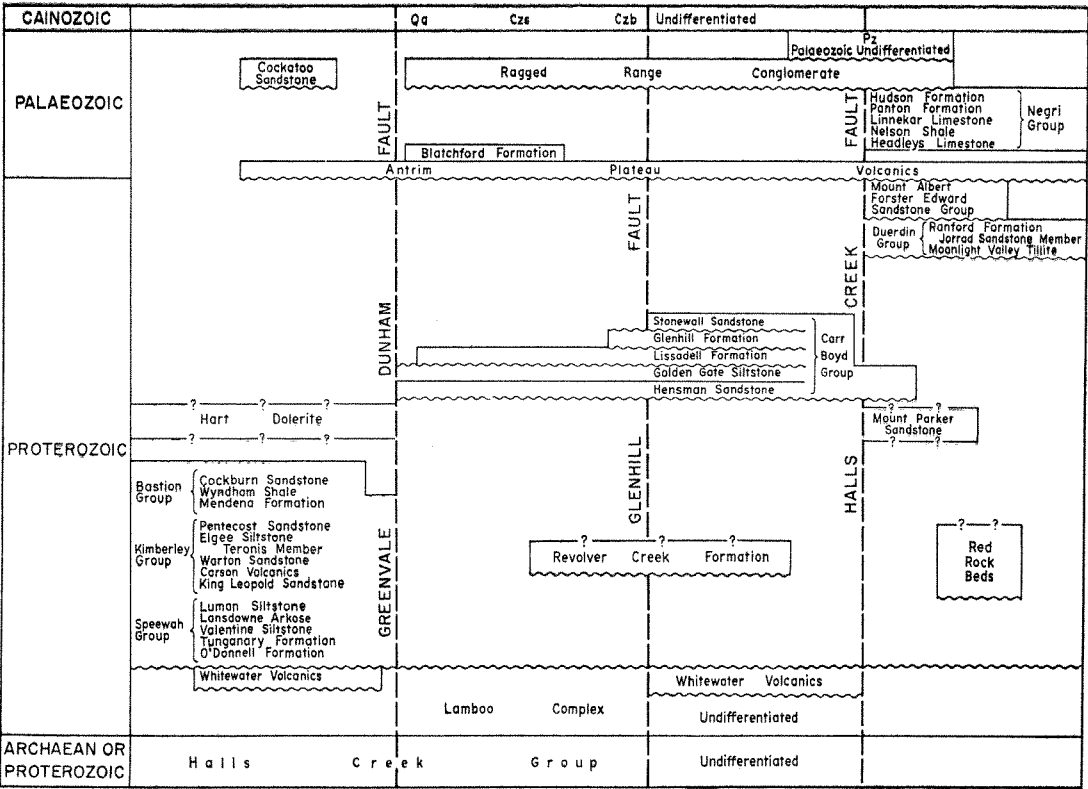 CAINOZOIC
Qa Czs Czb Undifferentiated
PALAEOZOIC
Pz
Palaeozoic Undifferentiated
Cockatoo
Sandstone
Ragged Range Conglomerate
Hudson Formation
Panton Formation
Linnekar Limestone
Nelson Shale
Headleys Limestone
Negri
Group
Blatchford Formation
Antrim Plateau Volcanics
PROTEROZOIC
Mount Albert
Forster Edward
Sandstone Group
Duerdin
Group
Ranford Formation
Jorrad Sandstone Member
Moonlight Valley Tillite
Stonewall Sandstone
Glenhill Formation
Lissadell Formation
Golden Gate Siltstone
Hensman Sandstone
Carr
Boyd
Group
? ? ?
Hart Dolerite
? ? ?
? ?
Mount Parker
Sandstone
? ?
Bastion
Group
Cockburn Sandstone
Wyndham Shale
Mendena Formation
Kimberley
Group
Pentecost Sandstone
Elgee Siltstone
Teronis Member
Warton Sandstone
Carson Volcanics
King Leopold Sandstone
? ? ?
Revolver Creek Formation
? ?
Red
Rock
Beds
Speewah
Group
Luman Siltstone
Lansdowne Arkose
Valentine Siltstone
Tunganary Formation
O'Donnell Formation
Whitewater Volcanics
Whitewater Volcanics
Lamboo Complex
Undifferentiated
GREENVALE DUNHAM FAULT
GLENHILL FAULT
HALLS CREEK FAULT
ARCHAEAN OR
PROTEROZOIC
Halls Creek Group Undifferentiated